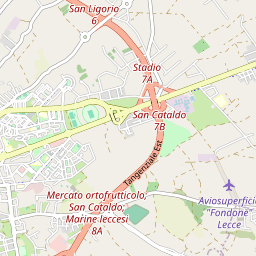 San Ligorio
6
Stadio
7A
San Cataldo
7B
Tangenziale Est
Mercato ortofrutticolo;
San Cataldo;
Marine leccesi
8A
Aviosuperficie
"Fondone"
Lecce